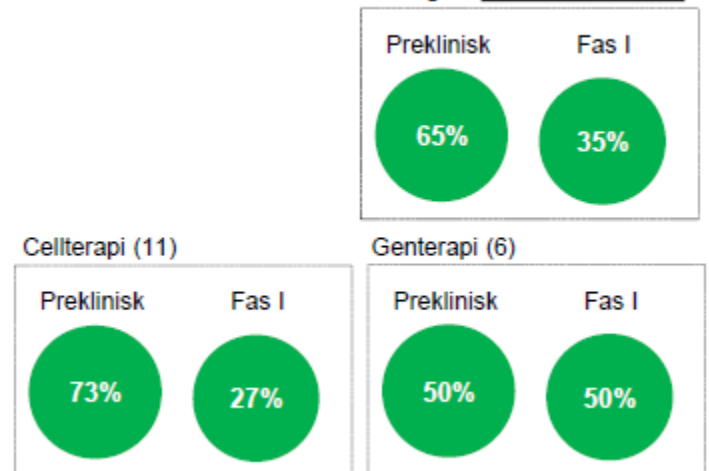 Preklinisk Fas I
65% 35%
Cellterapi (11) Genterapi (6)
Preklinisk Fas I Preklinisk Fas I
73% 27% 50% 50%